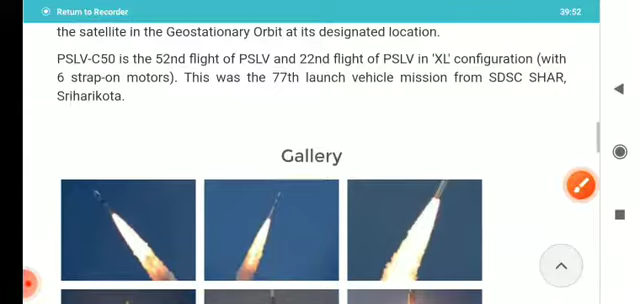 Return to Recorder 39:52
the satellite in the Geostationary Orbit at its designated location.
PSLV-C50 is the 52nd flight of PSLV and 22nd flight of PSLV in 'XL' configuration (with
6 strap-on motors). This was the 77th launch vehicle mission from SDSC SHAR,
Sriharikota.
Gallery